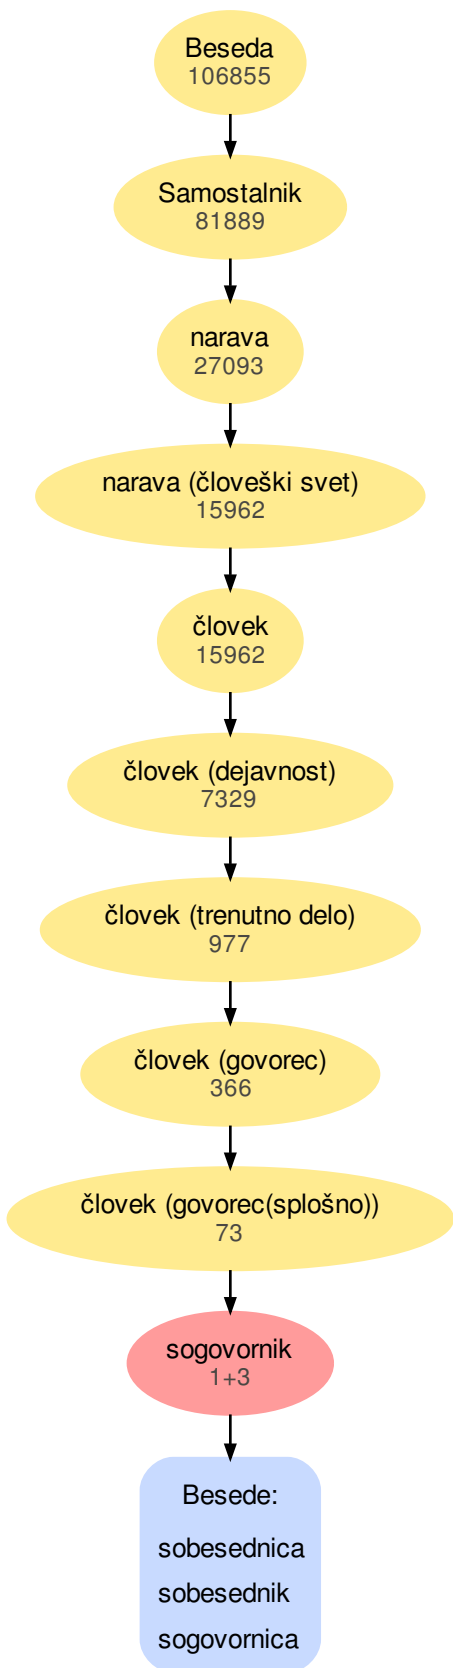 Beseda
106855
Samostalnik
81889
narava
27093
narava (človeški svet)
15962
človek
15962
človek (dejavnost)
7329
človek (trenutno delo)
977
človek (govorec)
366
človek (govorec(splošno))
73
sogovornik
1+3
Besede:
sobesednica
sobesednik
sogovornica